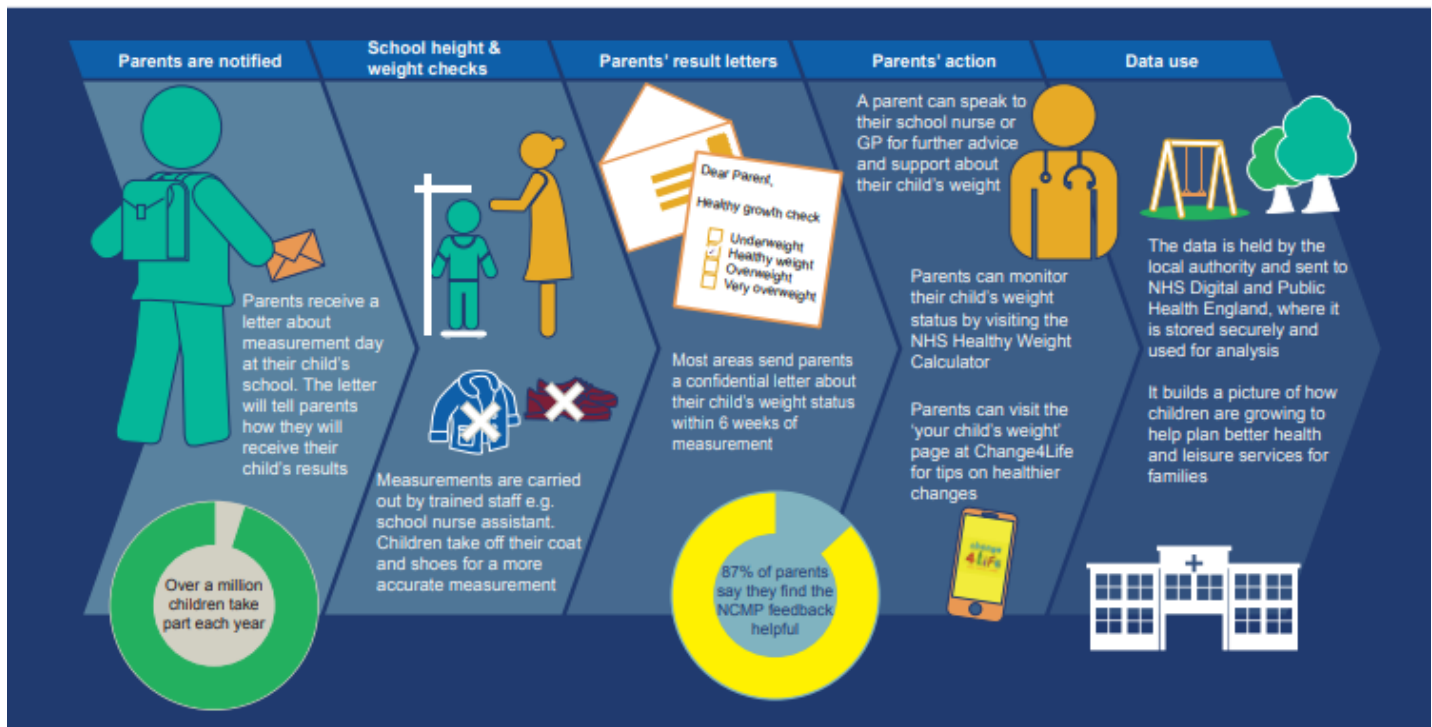 Parents are notified
School height &
weight checks
Parents' result letters
Parents' action
Data use
Parents receive a
letter about
measurement day
at their child's
school. The letter
will tell parents
how they will
receive their
child's results
Over a million
children take
part each year
Measurements are carried
out by trained staff e.g.
school nurse assistant.
Children take off their coat
and shoes for a more
accurate measurement
Dear Parent,
Healthy growth check
Underweight
Healthy weight
Overweight
Very overweight
Most areas send parents
a confidential letter about
their child's weight status
within 6 weeks of
measurement
87% of parents
say they find the
NCMP feedback
helpful
A parent can speak to
their school nurse or
GP for further advice
and support about
their child's weight
Parents can monitor
their child's weight
status by visiting the
NHS Healthy Weight
Calculator
Parents can visit the
'your child's weight'
page at Change4Life
for tips on healthier
changes
change
4LiFe
The data is held by the
local authority and sent to
NHS Digital and Public
Health England, where it
is stored securely and
used for analysis
It builds a picture of how
children are growing to
help plan better health
and leisure services for
families